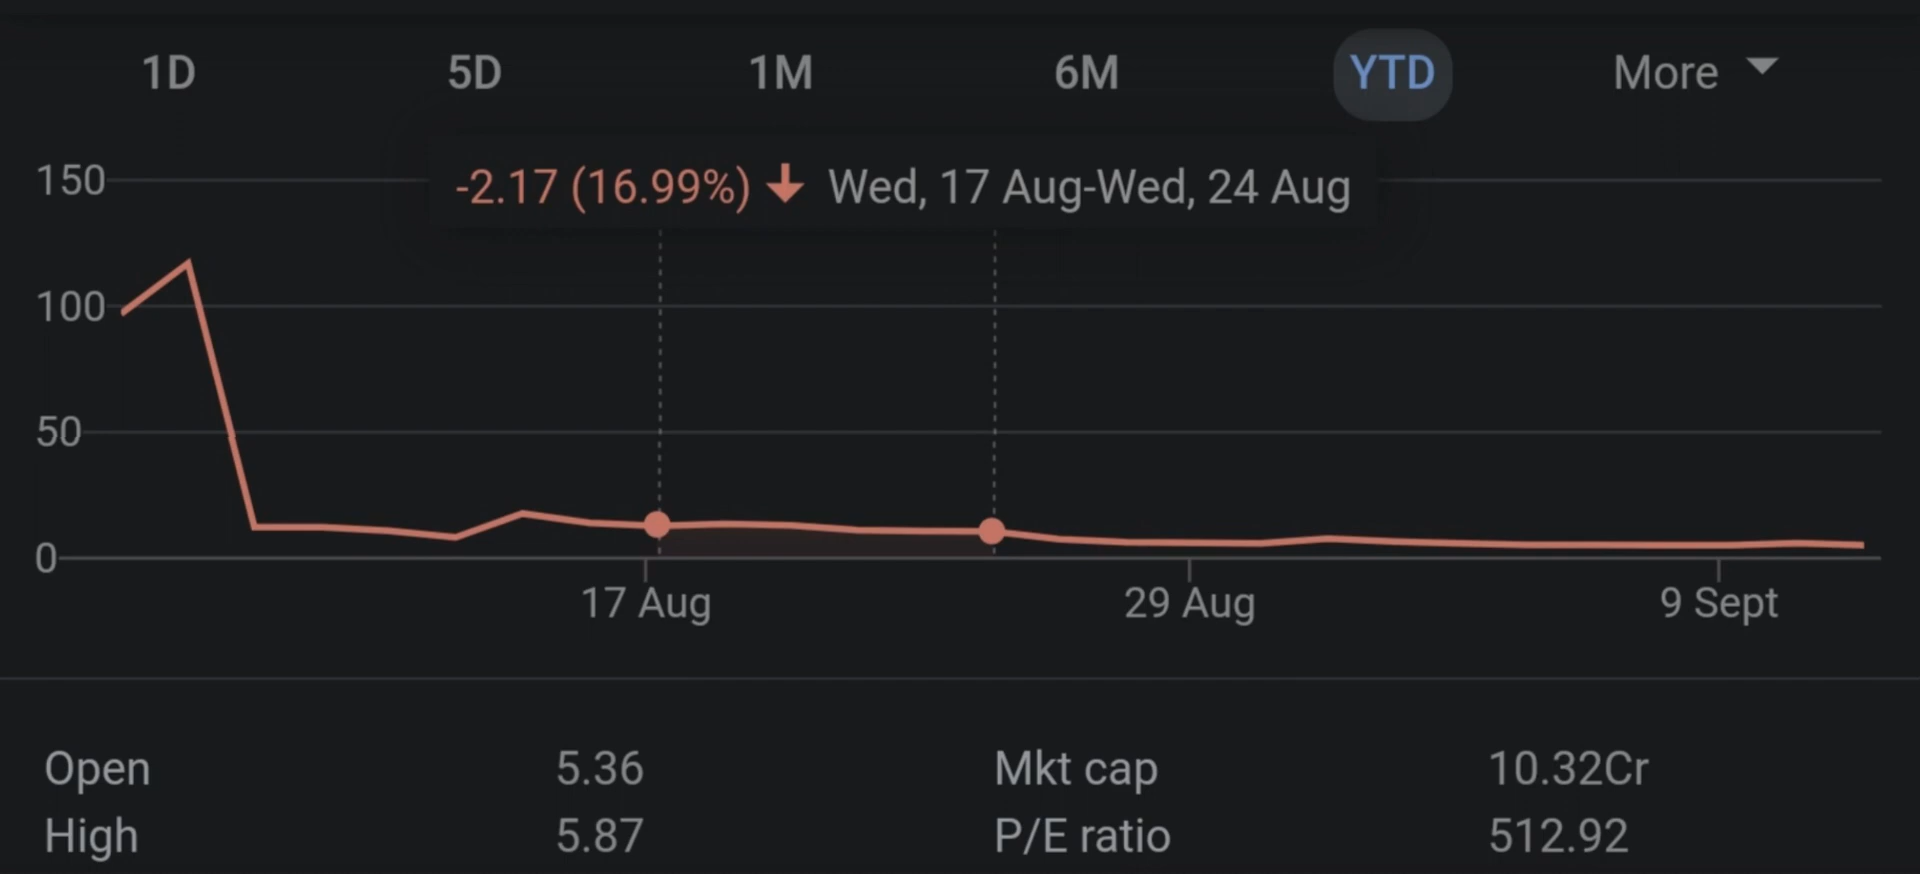 1D 5D 1M 6M YTD More
-2.17 (16.99%) Wed, 17 Aug-Wed, 24 Aug
150
100
50
0
17 Aug 29 Aug 9 Sept
Open 5.36 Mkt cap 10.32Cr
High 5.87 P/E ratio 512.92